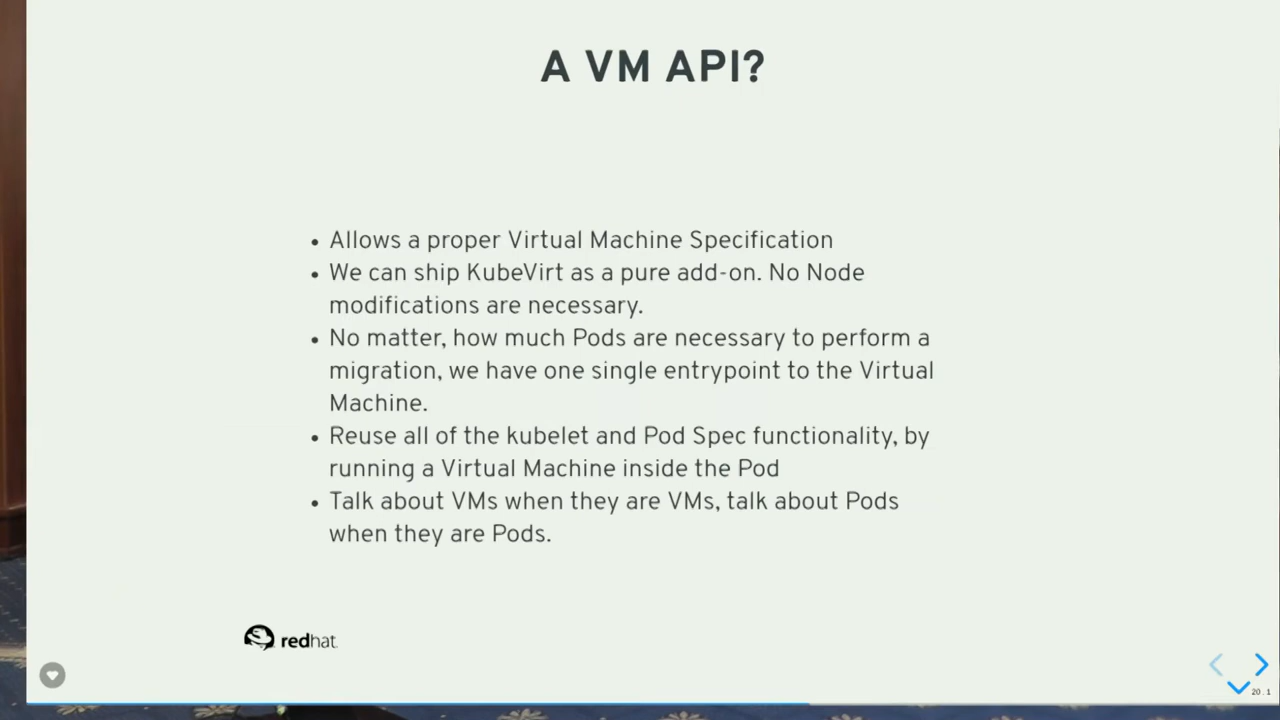 A VM API?
• Allows a proper Virtual Machine Specification
• We can ship KubeVirt as a pure add-on. No Node
modifications are necessary.
• No matter, how much Pods are necessary to perform a
migration, we have one single entrypoint to the Virtual
Machine.
• Reuse all of the kubelet and Pod Spec functionality, by
running a Virtual Machine inside the Pod
• Talk about VMs when they are VMs, talk about Pods
when they are Pods.
redhat.
20.1